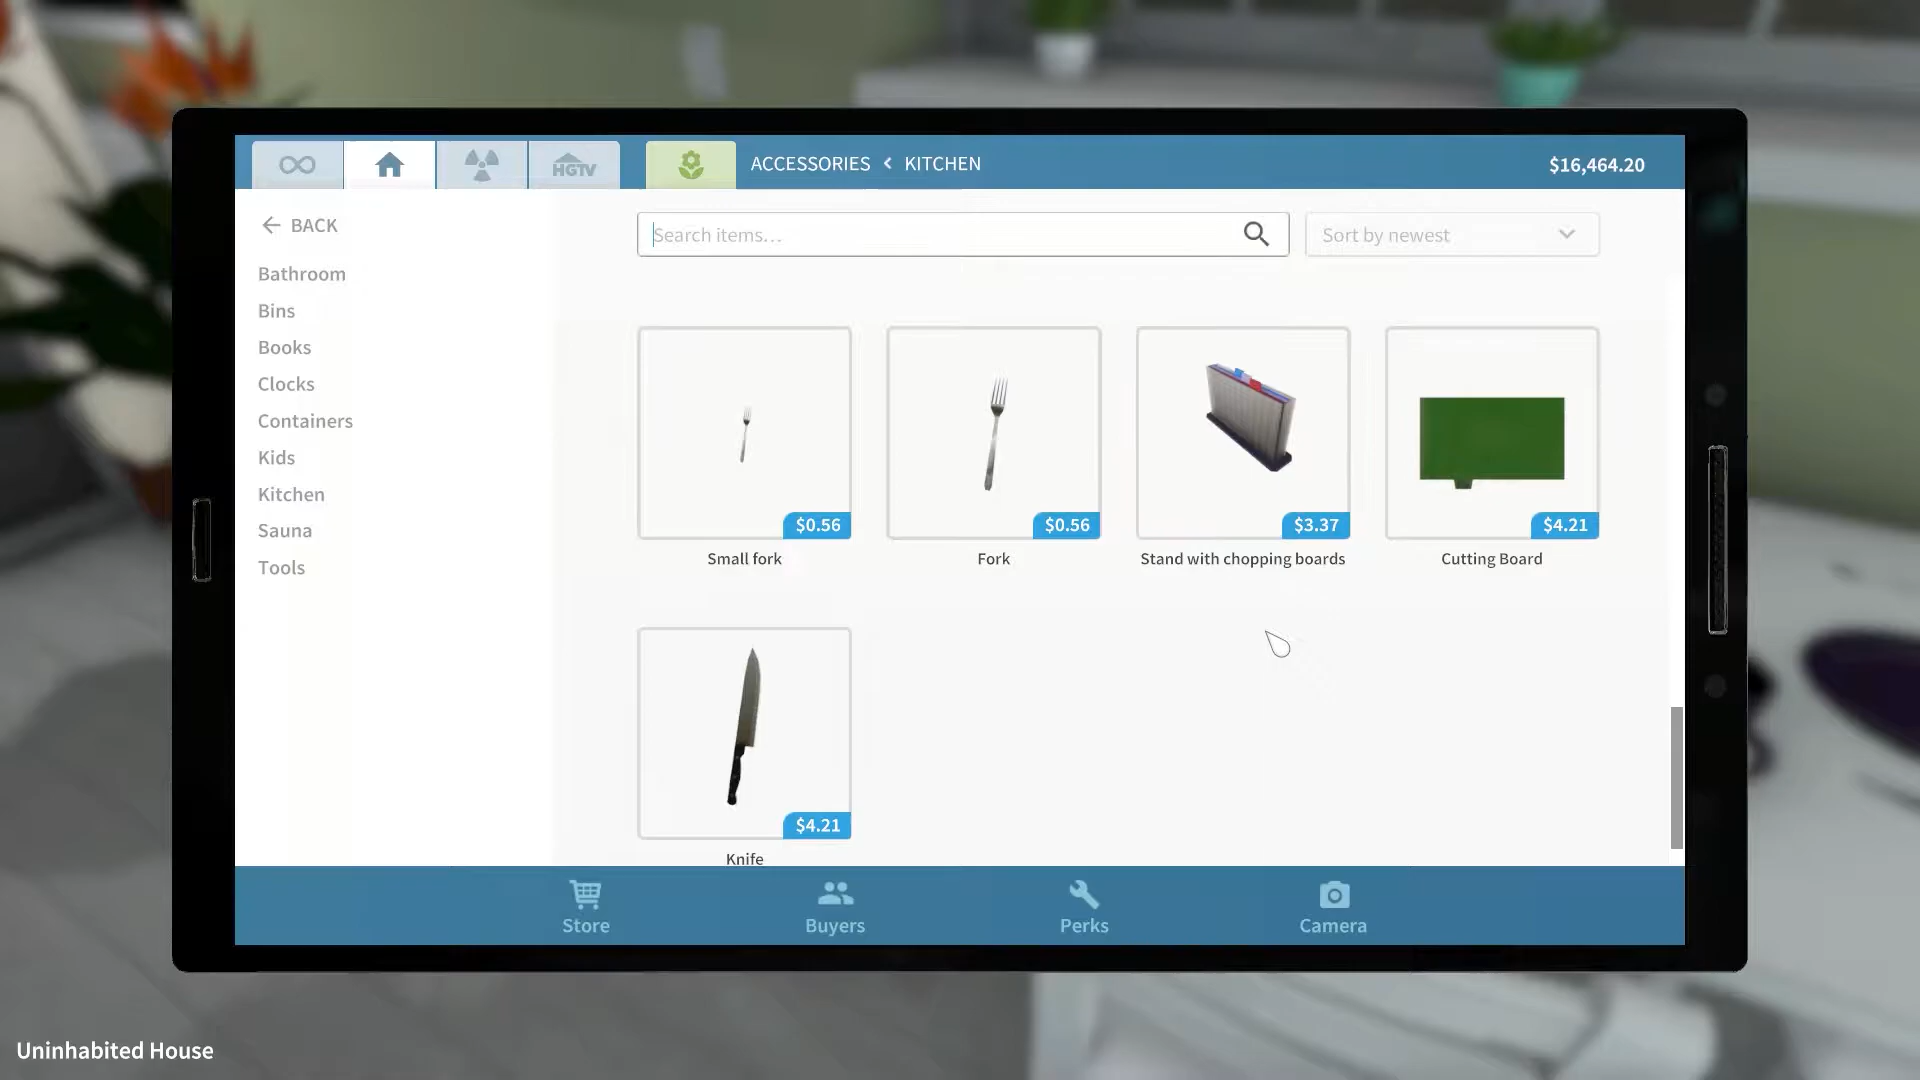 HGTV
ACCESSORIES < KITCHEN
$16,464.20
BACK
Search items...
Sort by newest
Bathroom
Bins
Books
Clocks
Containers
Kids
Kitchen
Sauna
Tools
$0.56
$0.56
$3.37
$4.21
Small fork
Fork
Stand with chopping boards
Cutting Board
$4.21
Knife
Store
Buyers
Perks
Camera
Uninhabited House